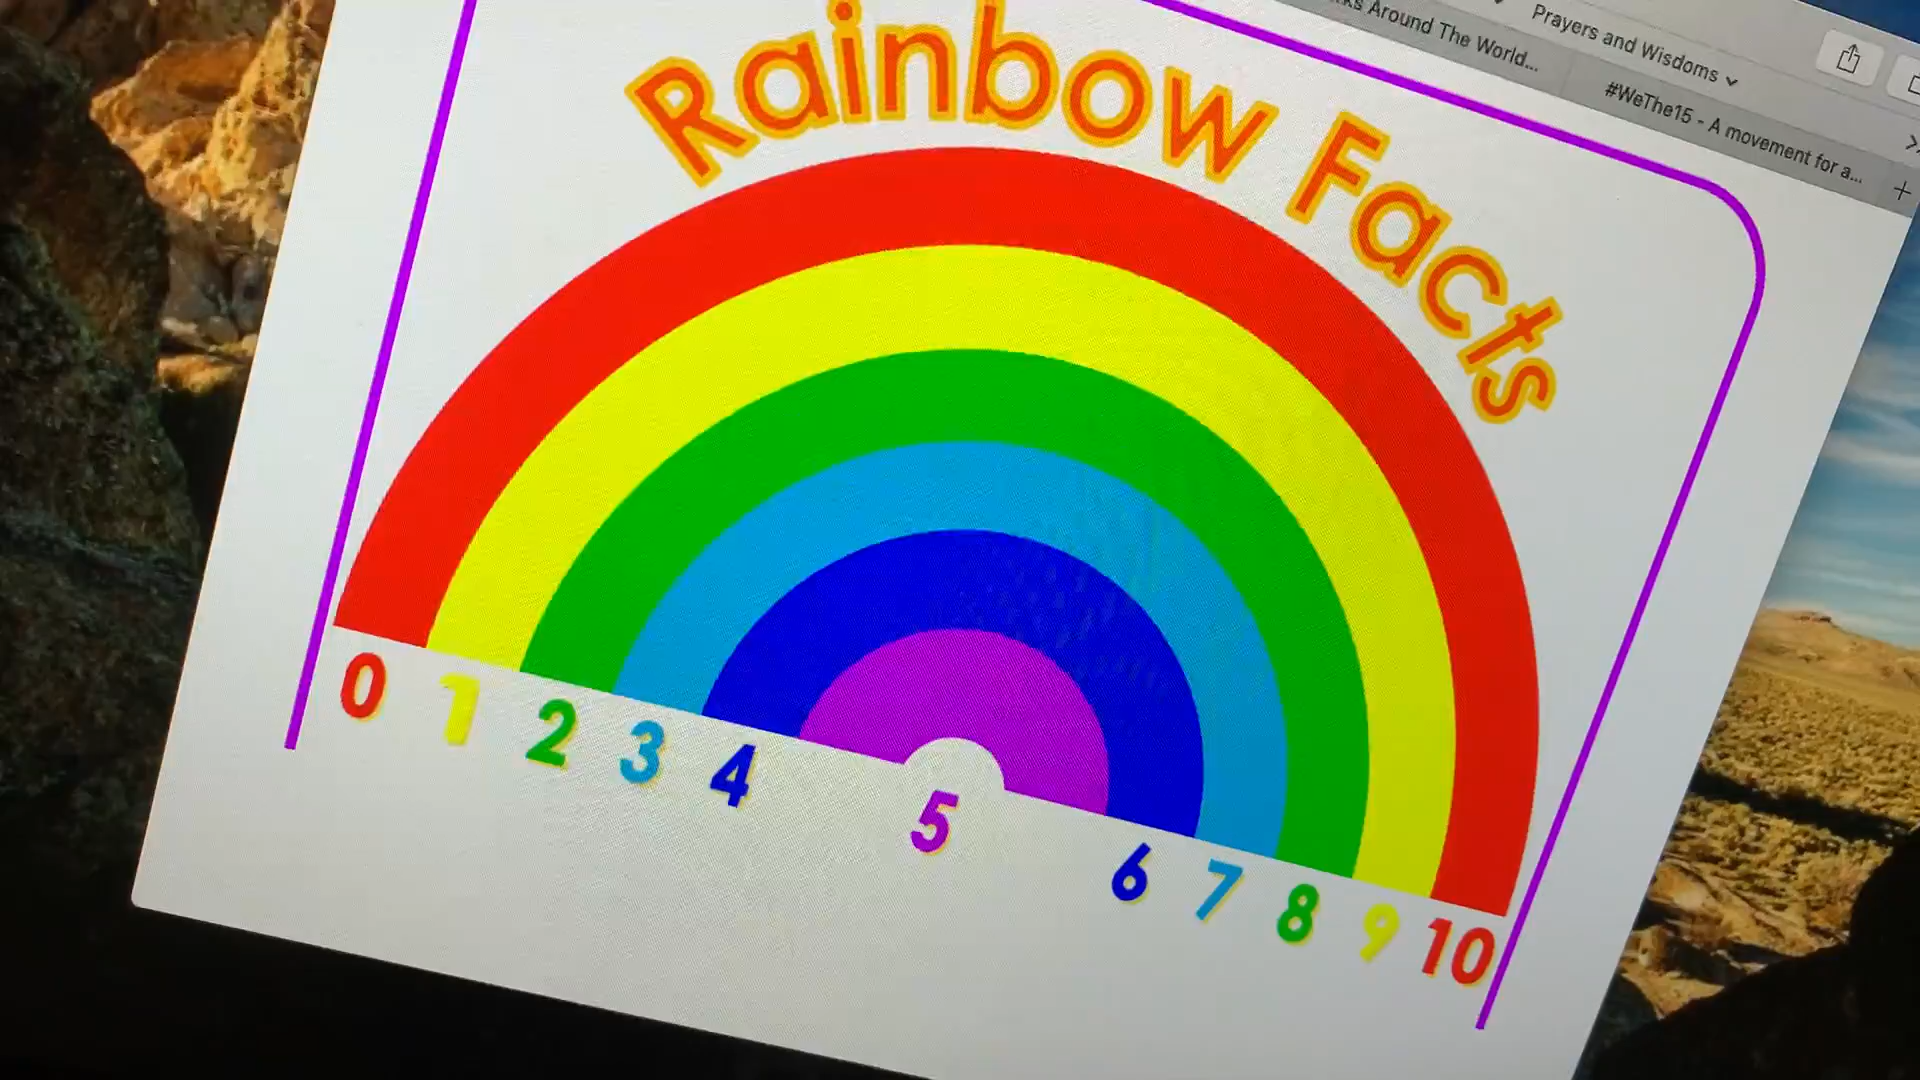 Around The World...
Prayers and Wisdoms
#WeThe15 - A movement for a...
Rainbow Facts
0 1 2 3 4 5 6 7 8 9 10